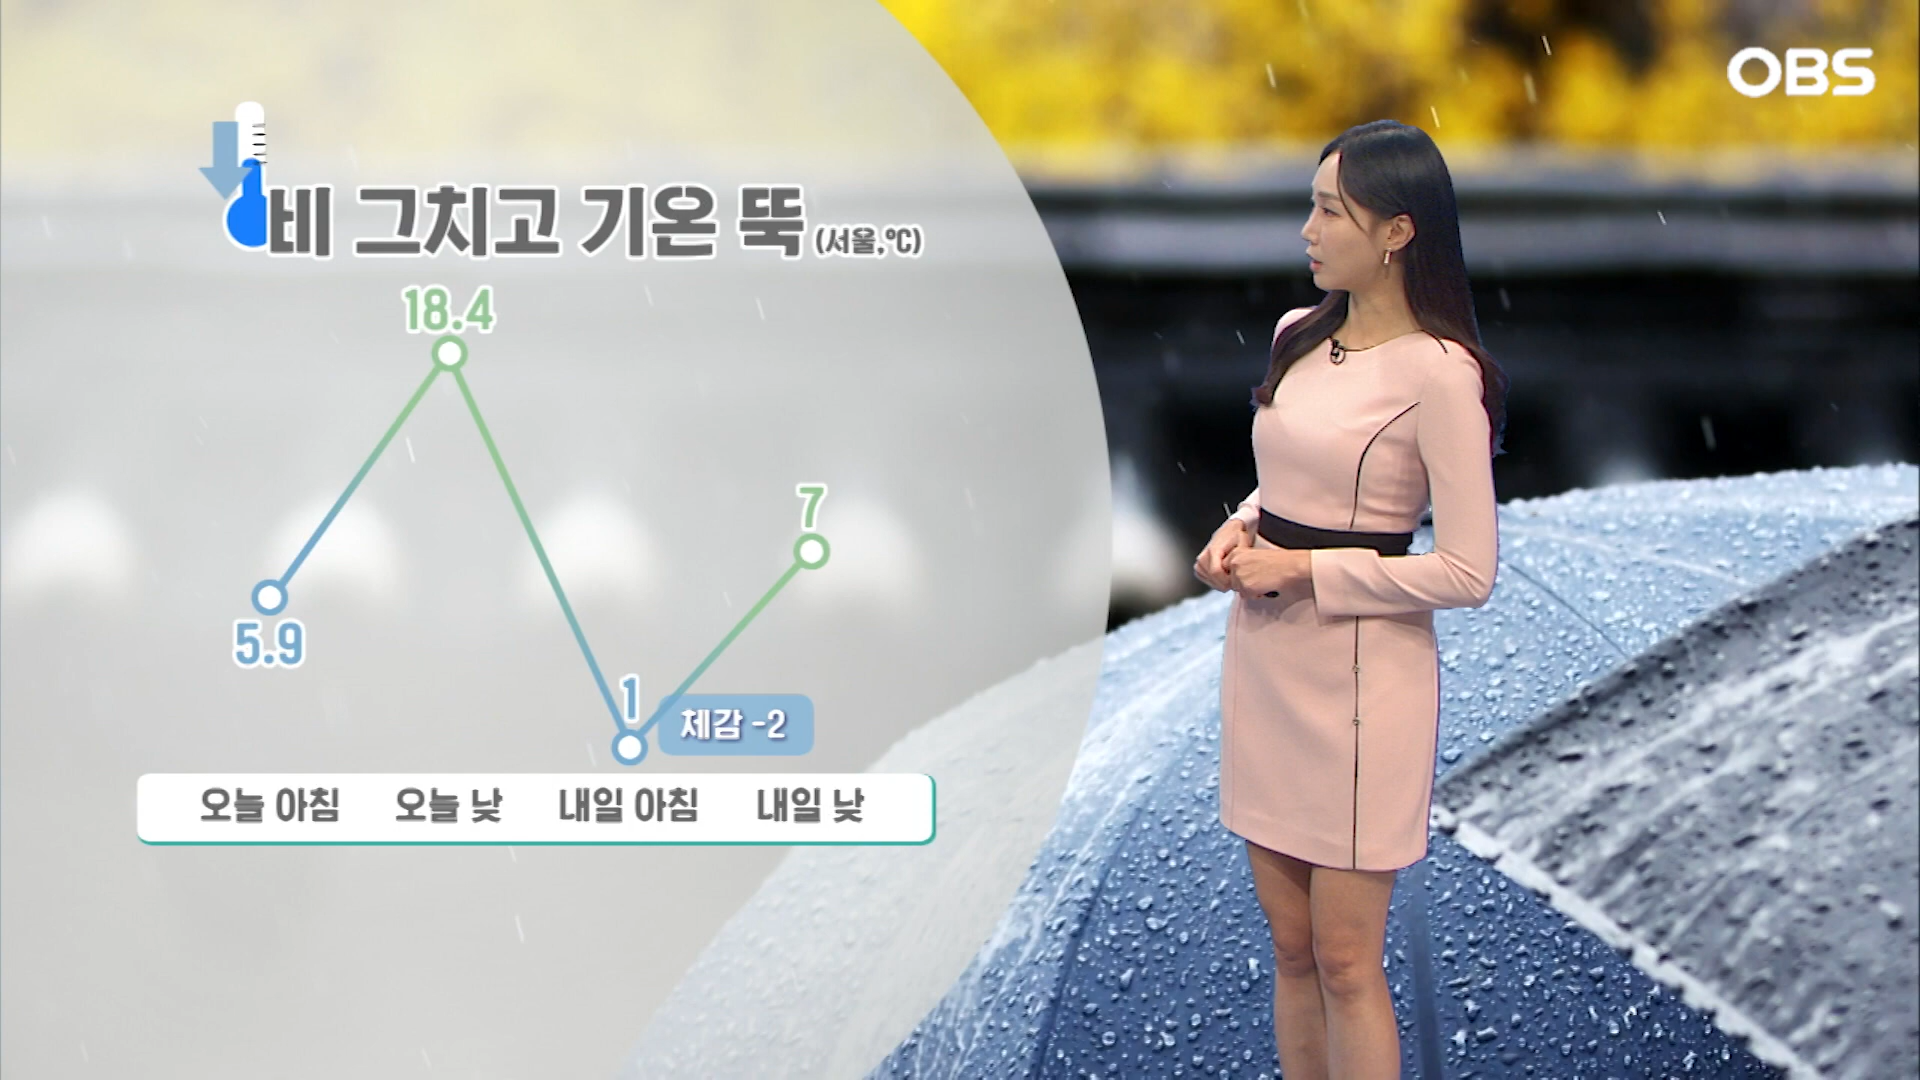 OBS
비 그치고 기온 뚝 (서울,℃)
18.4
7
5.9
1
체감 -2
오늘 아침 오늘 낮 내일 아침 내일 낮